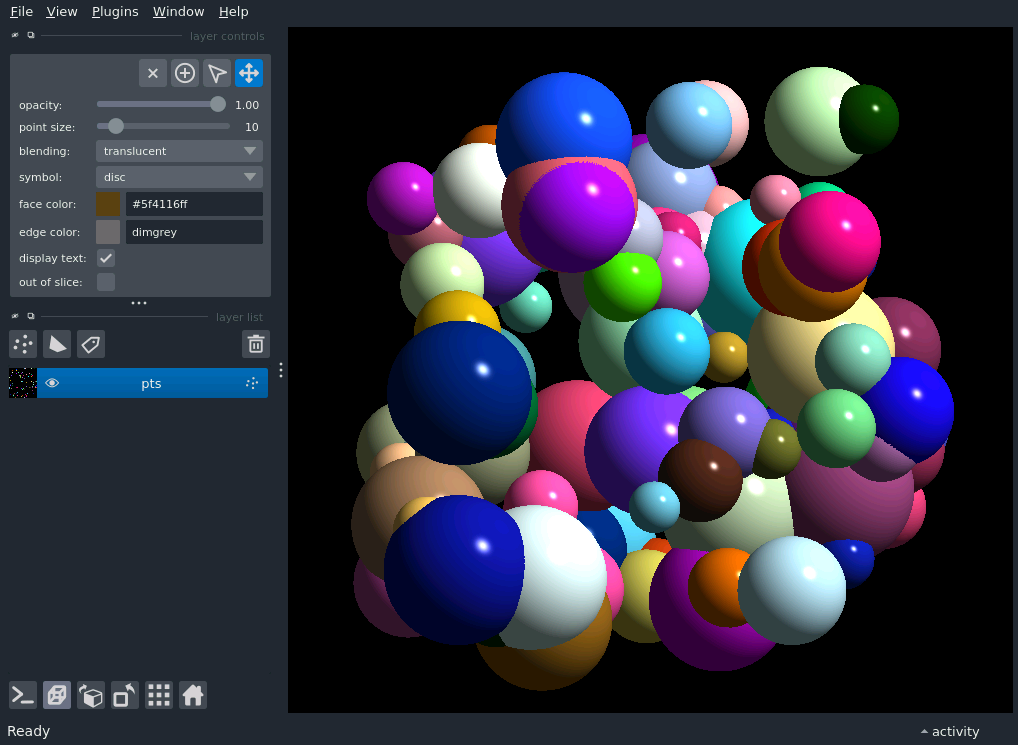 File View Plugins Window Help
layer controls
opacity: 1.00
point size: 10
blending: translucent
symbol: disc
face color: #5f4116ff
edge color: dimgrey
display text:
out of slice:
layer list
pts
Ready
activity